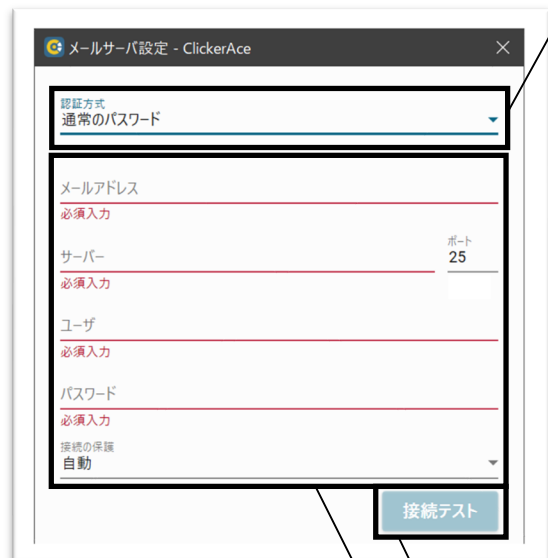 メールサーバ設定 - ClickerAce
認証方式
通常のパスワード
メールアドレス
必須入力
サーバー
ポート
25
必須入力
ユーザ
必須入力
パスワード
必須入力
接続の保護
自動
接続テスト